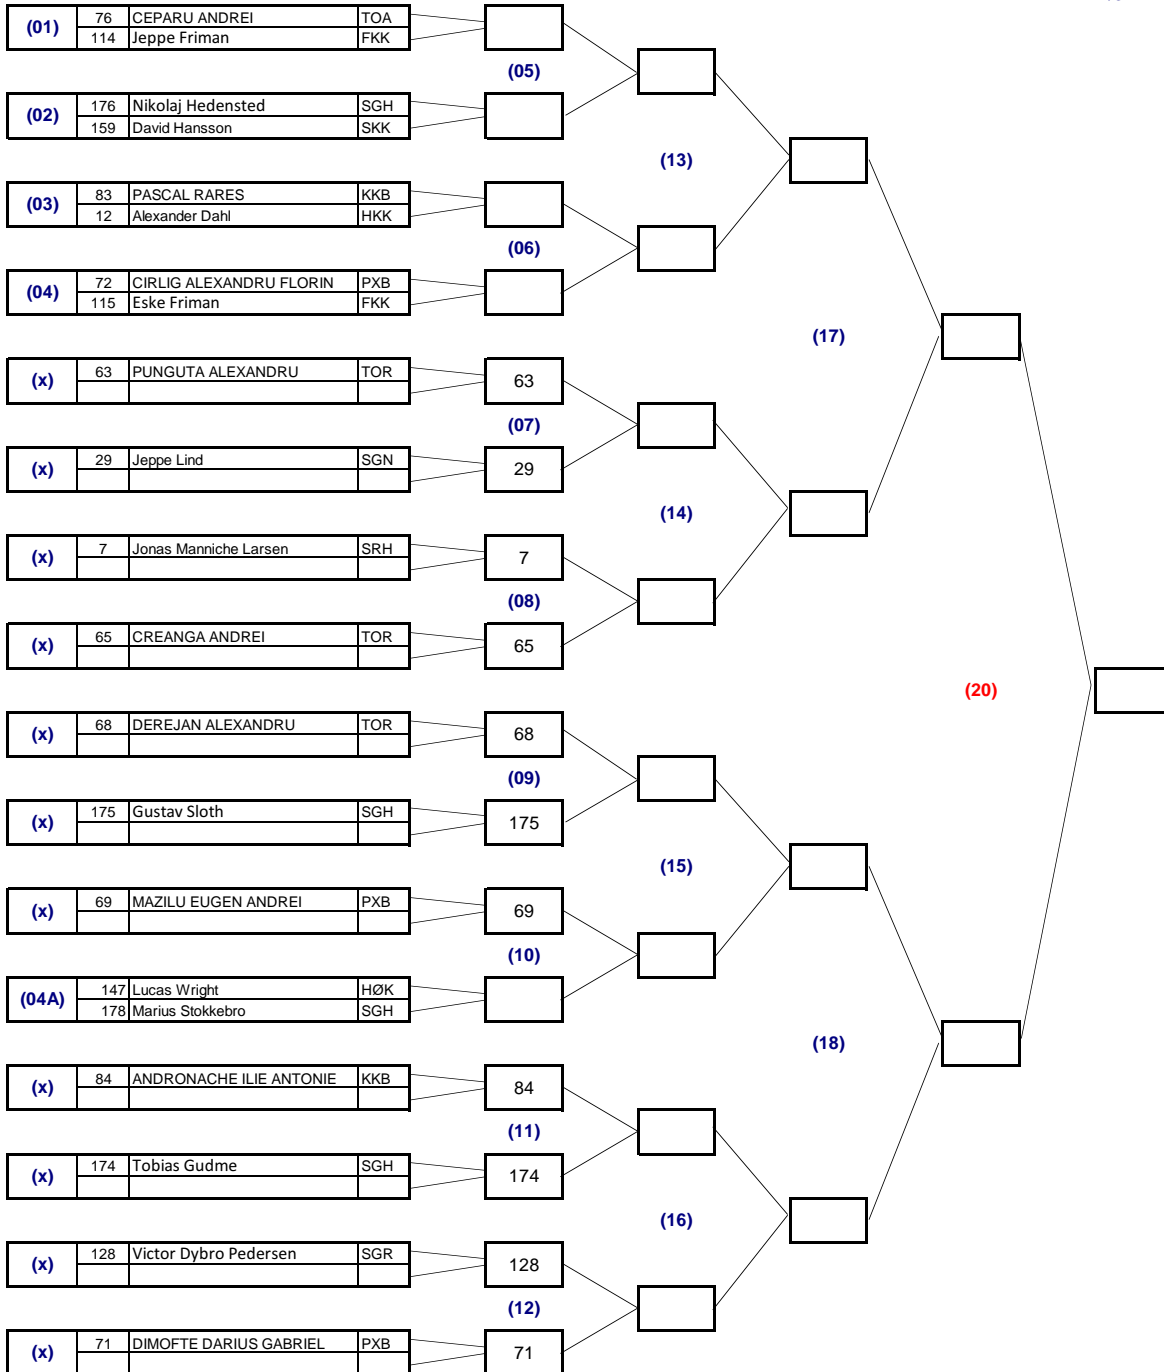 (01) 76 CEPARU ANDREI TOA
114 Jeppe Friman FKK
(05)
(02) 176 Nikolaj Hedensted SGH
159 David Hansson SKK
(13)
(03) 83 PASCAL RARES KKB
12 Alexander Dahl HKK
(06)
(04) 72 CIRLIG ALEXANDRU FLORIN PXB
115 Eske Friman FKK
(17)
(x) 63 PUNGUTA ALEXANDRU TOR 63
(07)
(x) 29 Jeppe Lind SGN 29
(14)
(x) 7 Jonas Manniche Larsen SRH 7
(08)
(x) 65 CREANGA ANDREI TOR 65
(20)
(x) 68 DEREJAN ALEXANDRU TOR 68
(09)
(x) 175 Gustav Sloth SGH 175
(15)
(x) 69 MAZILU EUGEN ANDREI PXB 69
(10)
(04A) 147 Lucas Wright HØK
178 Marius Stokkebro SGH
(18)
(x) 84 ANDRONACHE ILIE ANTONIE KKB 84
(11)
(x) 174 Tobias Gudme SGH 174
(16)
(x) 128 Victor Dybro Pedersen SGR 128
(12)
(x) 71 DIMOFTE DARIUS GABRIEL PXB 71